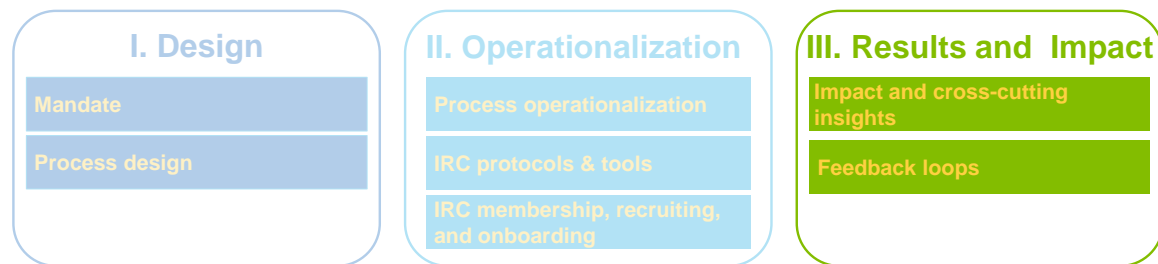 I. Design
Mandate
Process design
II. Operationalization
Process operationalization
IRC protocols & tools
IRC membership, recruiting,
and onboarding
III. Results and  Impact
Impact and cross-cutting
insights
Feedback loops